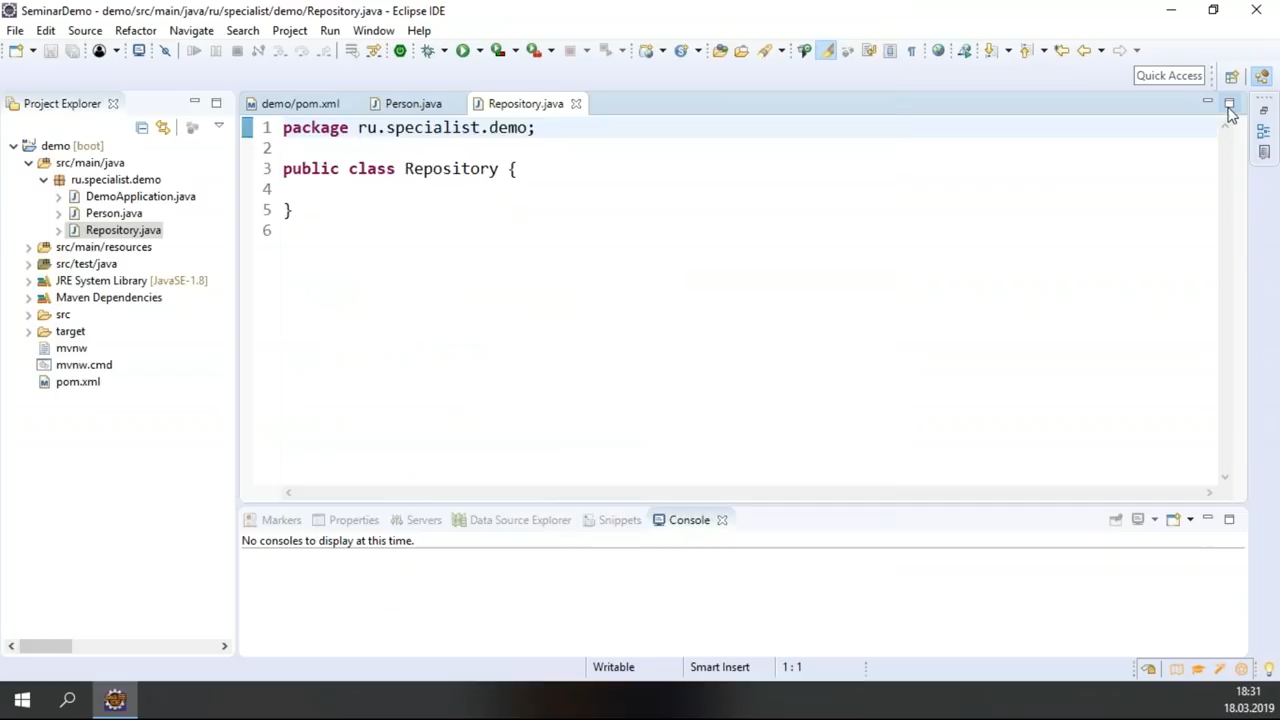 SeminarDemo - demo/src/main/java/ru/specialist/demo/Repository.java - Eclipse IDE
File Edit Source Refactor Navigate Search Project Run Window Help
Quick Access
Project Explorer
demo/pom.xml Person.java Repository.java
demo [boot]
src/main/java
ru.specialist.demo
DemoApplication.java
Person.java
Repository.java
src/main/resources
src/test/java
JRE System Library [JavaSE-1.8]
Maven Dependencies
src
target
mvnw
mvnw.cmd
pom.xml
1 package ru.specialist.demo;
2
3 public class Repository {
4
5 }
6
Markers Properties Servers Data Source Explorer Snippets Console
No consoles to display at this time.
Writable Smart Insert 1 : 1
18:31
18.03.2019